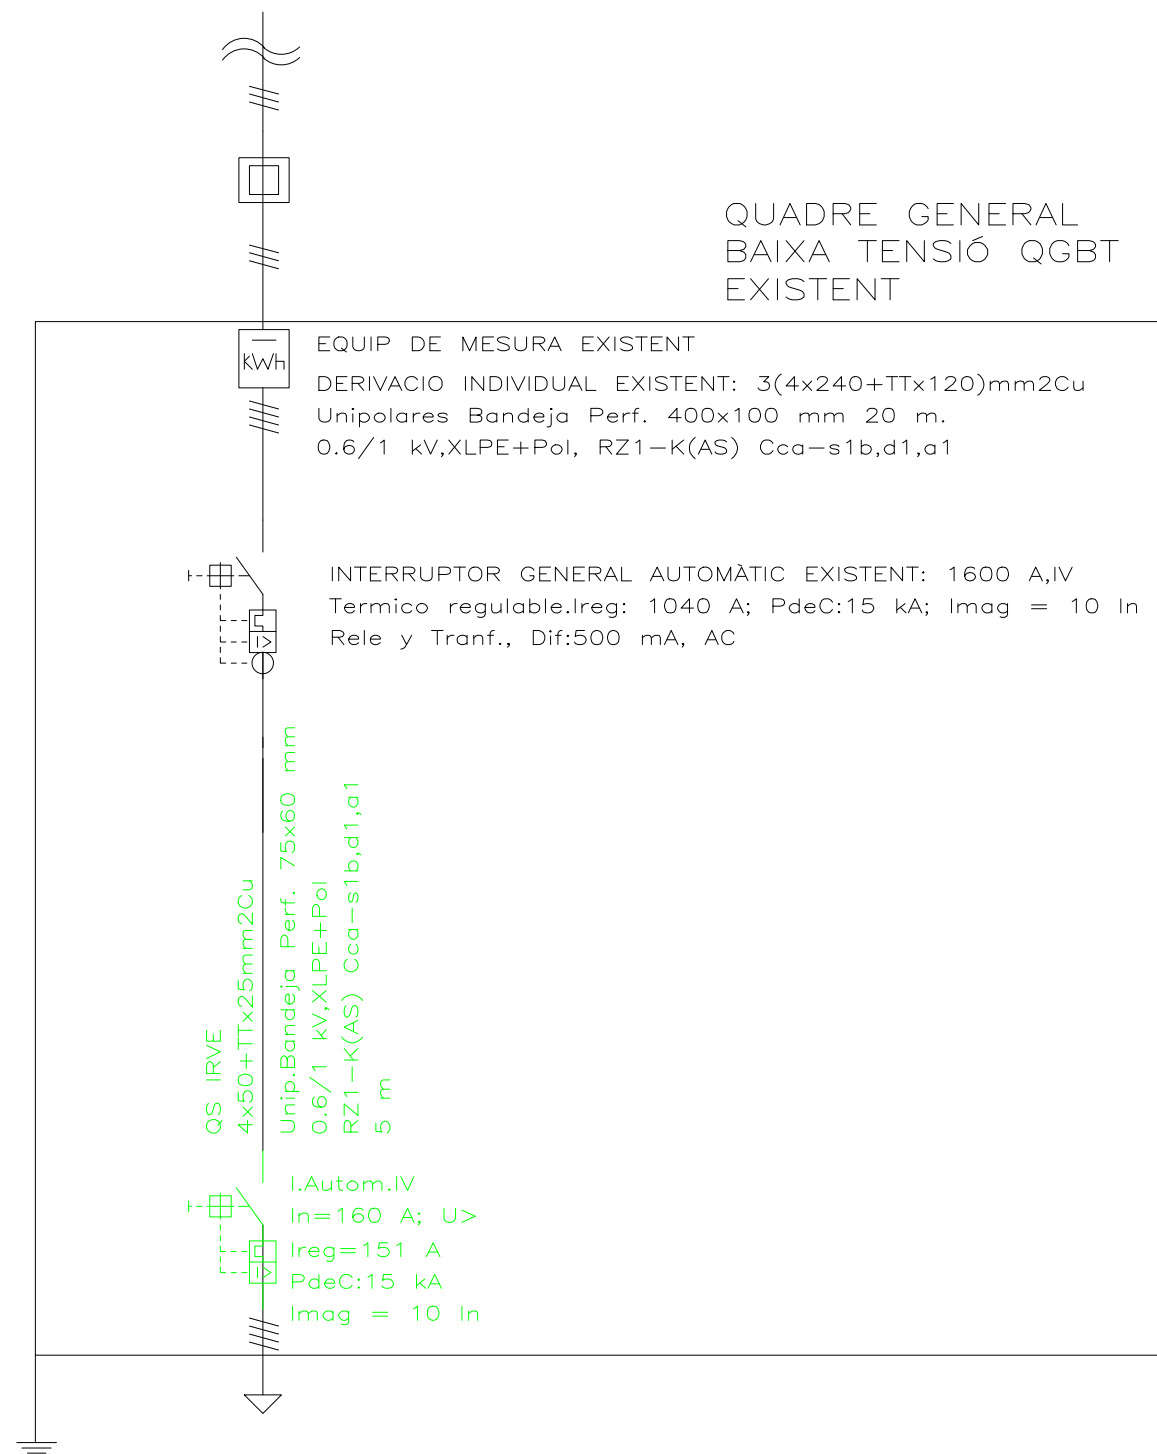 QUADRE GENERAL
BAIXA TENSIÓ QGBT
EXISTENT
KWh
EQUIP DE MESURA EXISTENT
DERIVACIO INDIVIDUAL EXISTENT: 3(4x240+TTx120)mm2Cu
Unipolares Bandeja Perf. 400x100 mm 20 m.
0.6/1 kV,XLPE+Pol, RZ1-K(AS) Cca-s1b,d1,a1
INTERRUPTOR GENERAL AUTOMÀTIC EXISTENT: 1600 A,IV
Termico regulable.Ireg: 1040 A; PdeC:15 kA; Imag = 10 In
Rele y Tranf., Dif:500 mA, AC
I>
QS IRVE
4x50+TTx25mm2Cu
Unip.Bandeja Perf. 75x60 mm
0.6/1 kV,XLPE+Pol
RZ1-K(AS) Cca-s1b,d1,a1
5 m
I.Autom.IV
In=160 A; U>
Ireg=151 A
PdeC:15 kA
Imag = 10 In
I>